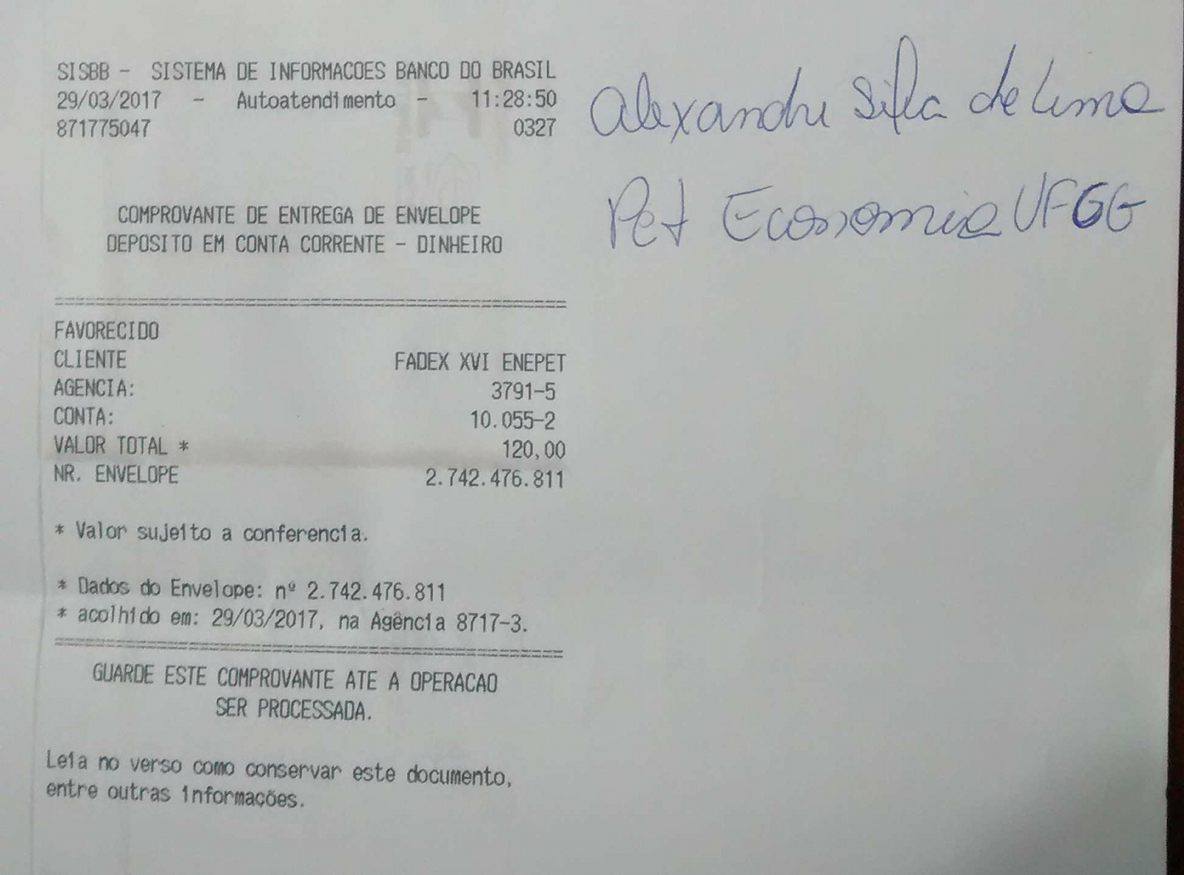 SISBB - SISTEMA DE INFORMACOES BANCO DO BRASIL
29/03/2017 - Autoatendimento - 11:28:50
871775047 0327
Alexandre Silva de Lima
Pet Economia UFCG
COMPROVANTE DE ENTREGA DE ENVELOPE
DEPOSITO EM CONTA CORRENTE - DINHEIRO
FAVORECIDO
CLIENTE FADEX XVI ENEPET
AGENCIA: 3791-5
CONTA: 10.055-2
VALOR TOTAL * 120,00
NR. ENVELOPE 2.742.476.811
* Valor sujeito a conferencia.
* Dados do Envelope: nº 2.742.476.811
* acolhido em: 29/03/2017, na Agência 8717-3.
GUARDE ESTE COMPROVANTE ATE A OPERACAO
SER PROCESSADA.
Leia no verso como conservar este documento,
entre outras informações.